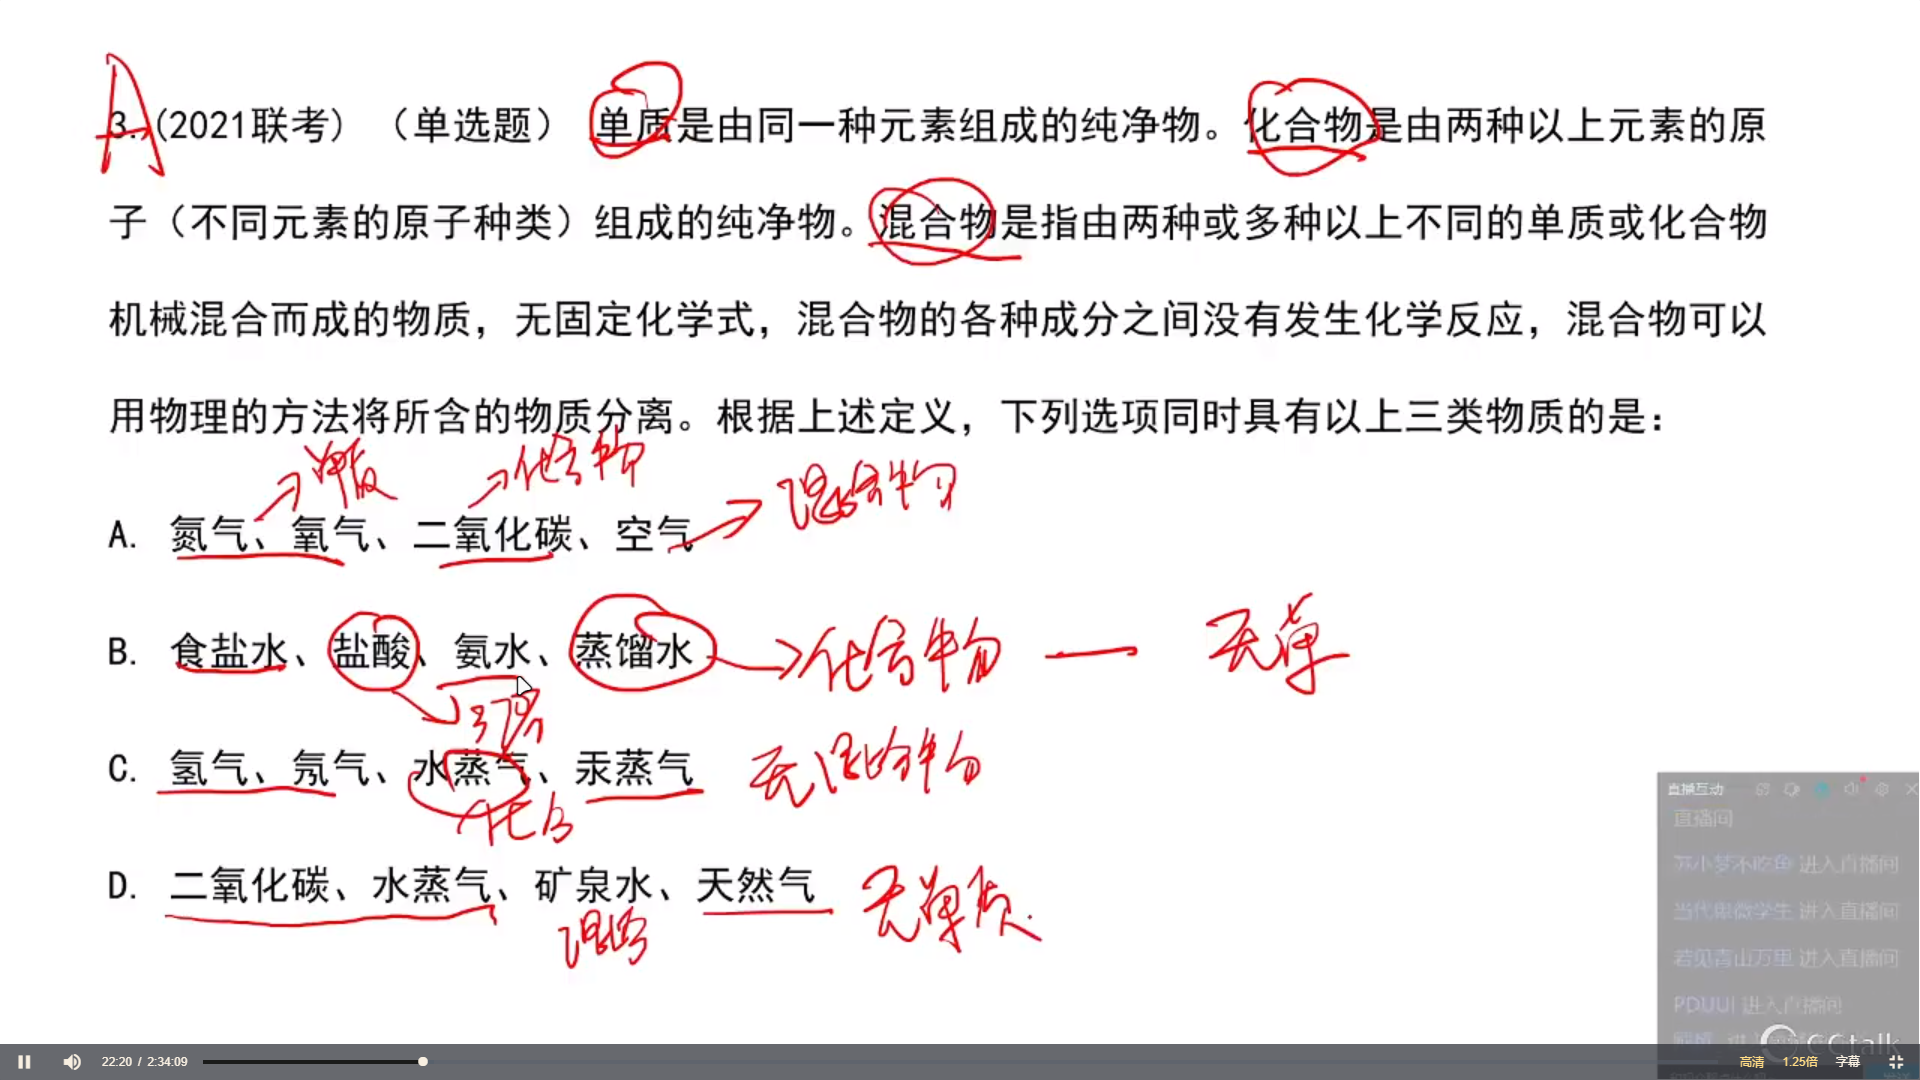 A
3. (2021联考) （单选题） 单质是由同一种元素组成的纯净物。化合物是由两种以上元素的原
子（不同元素的原子种类）组成的纯净物。混合物是指由两种或多种以上不同的单质或化合物
机械混合而成的物质，无固定化学式，混合物的各种成分之间没有发生化学反应，混合物可以
用物理的方法将所含的物质分离。根据上述定义，下列选项同时具有以上三类物质的是：
单质 化合物 混合物
A. 氮气、氧气、二氧化碳、空气
B. 食盐水、盐酸、氨水、蒸馏水 化合物 — 无单
混
C. 氢气、氖气、水蒸气、汞蒸气 无混合物
化合
D. 二氧化碳、水蒸气、矿泉水、天然气 无单质.
混合
直播互动
直播间
苏小梦不吃鱼 进入直播间
进入直播间
若见青山万里 进入直播间
PDUUI 进入直播间
CCtalk
22:20 / 2:34:09 高清 1.25倍 字幕